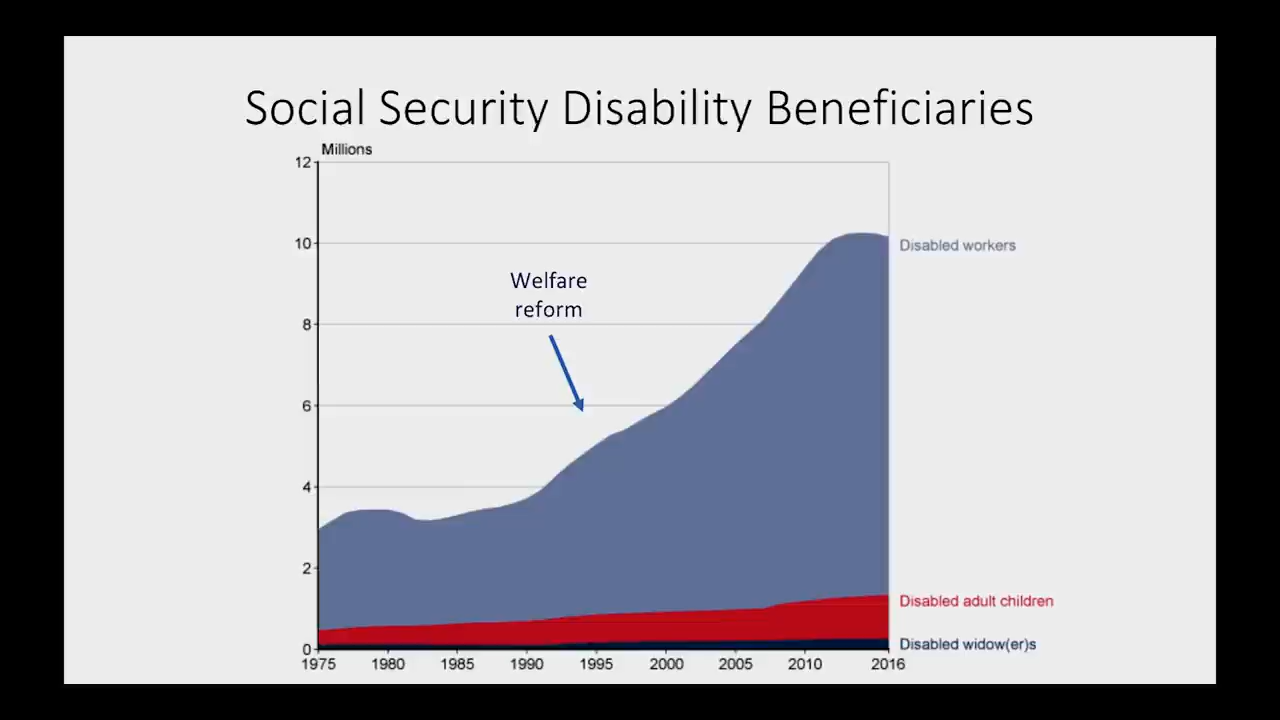 Social Security Disability Beneficiaries
Millions
12
10
Disabled workers
Welfare
reform
8
6
4
2
Disabled adult children
Disabled widow(er)s
0
1975 1980 1985 1990 1995 2000 2005 2010 2016